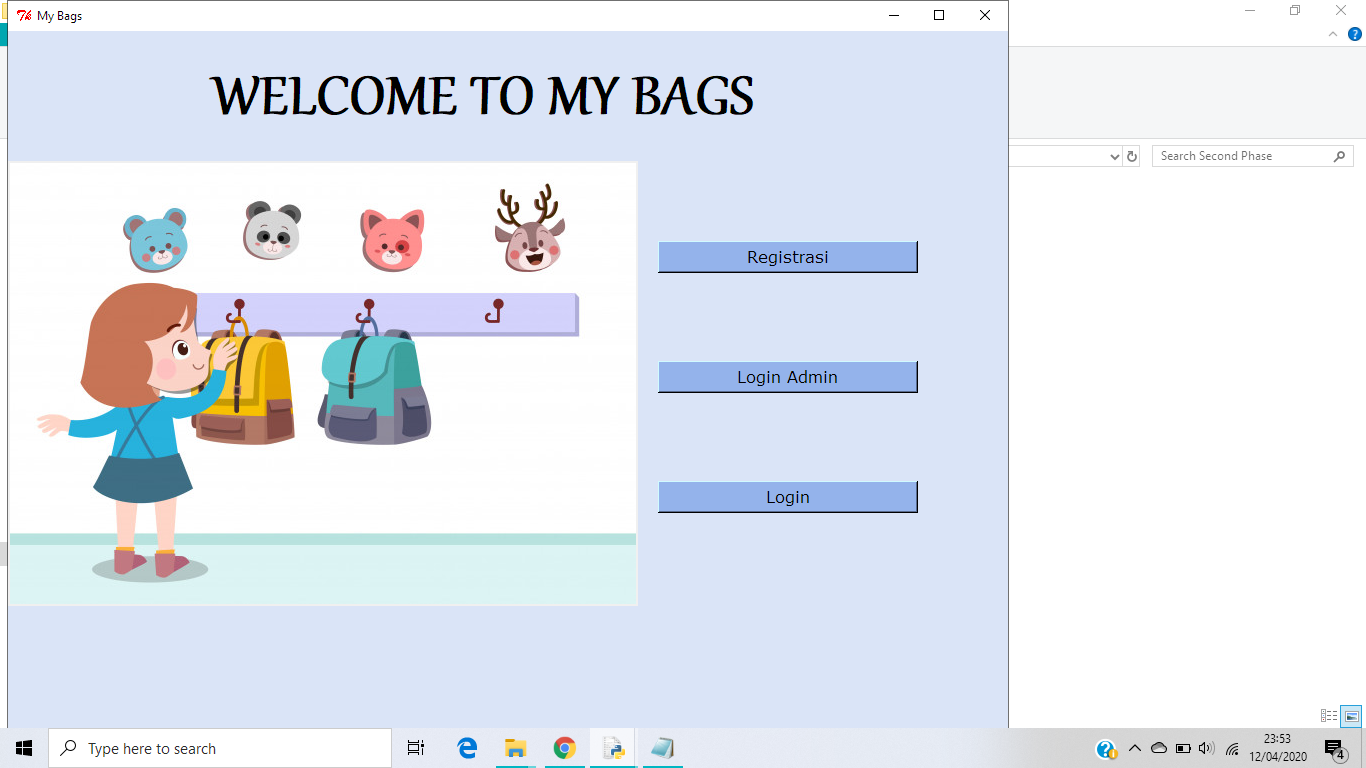 My Bags
WELCOME TO MY BAGS
Search Second Phase
Registrasi
Login Admin
Login
Type here to search
23:53
12/04/2020
4